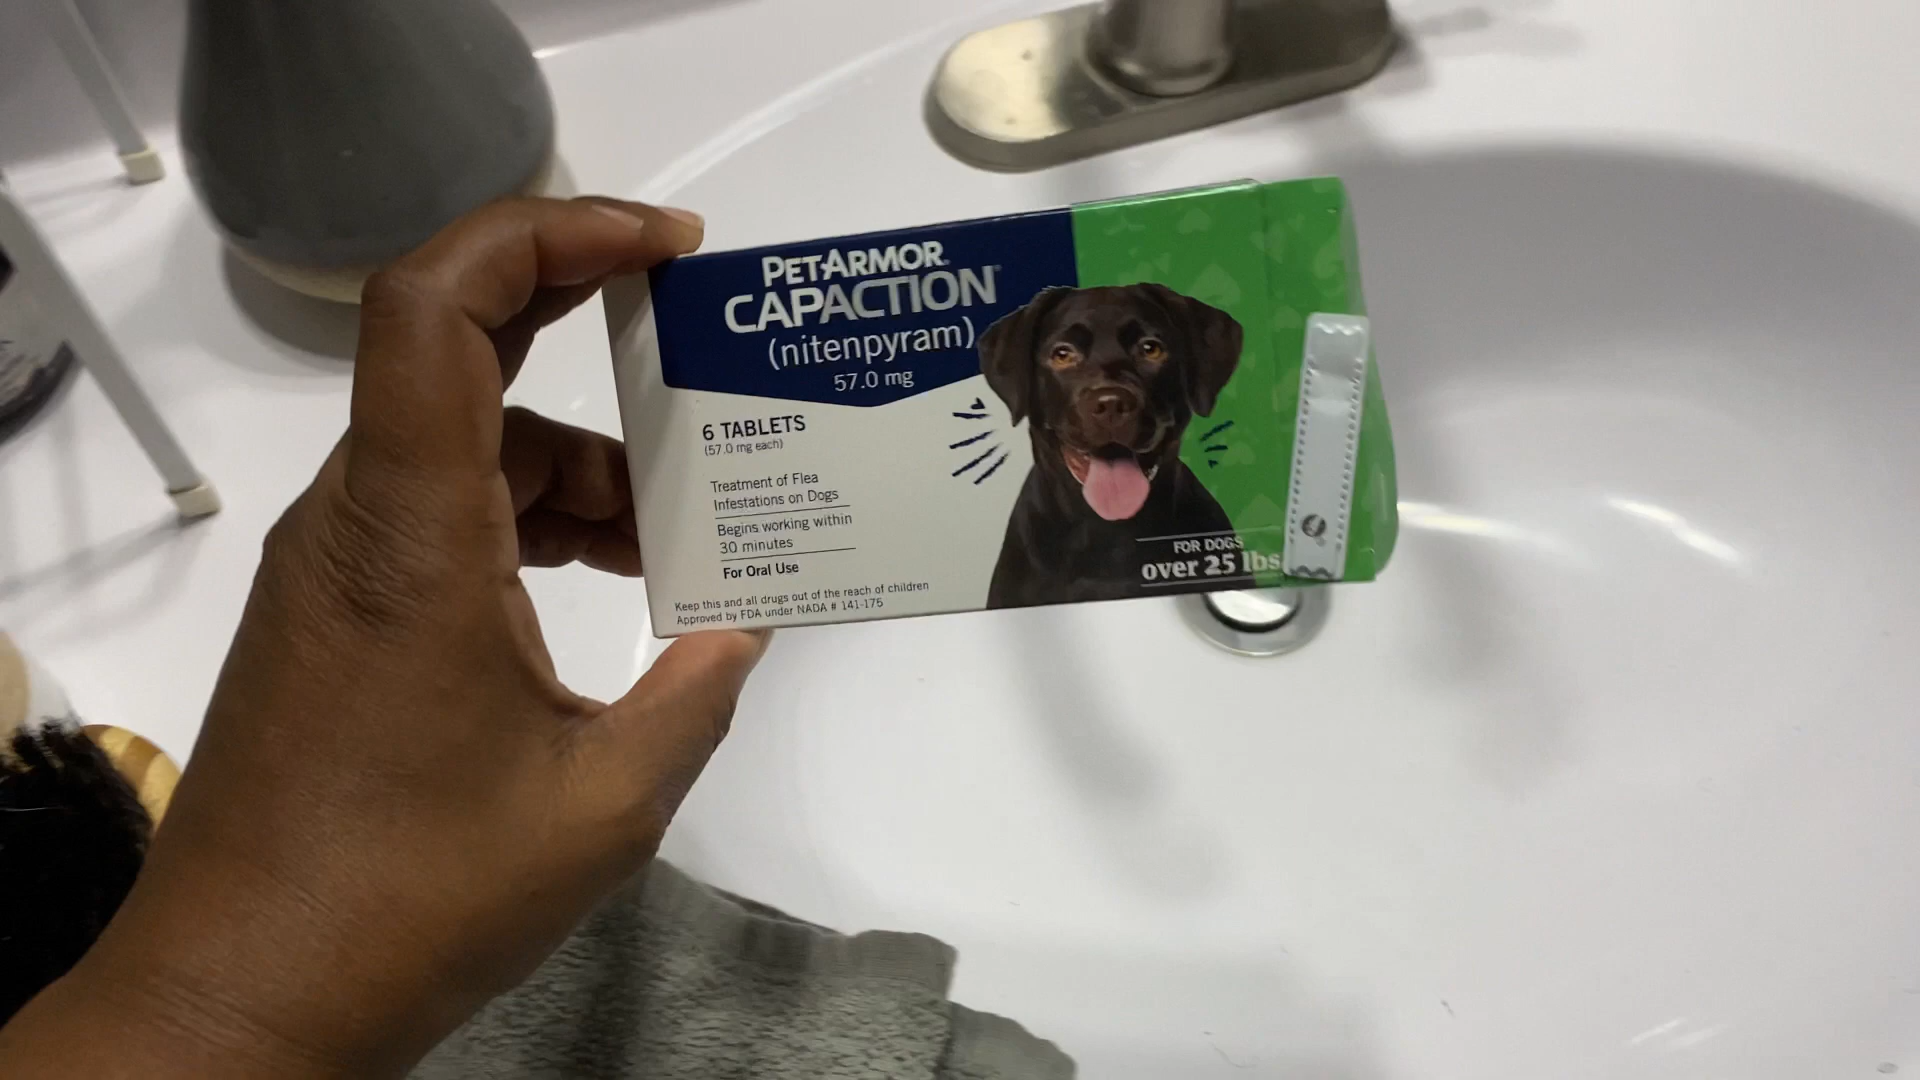 PETARMOR
CAPACTION
(nitenpyram)
57.0 mg
6 TABLETS
(57.0 mg each)
Treatment of Flea
Infestations on Dogs
Begins working within
30 minutes
For Oral Use
Keep this and all drugs out of the reach of children
Approved by FDA under NADA # 141-175
FOR DOGS
over 25 lbs